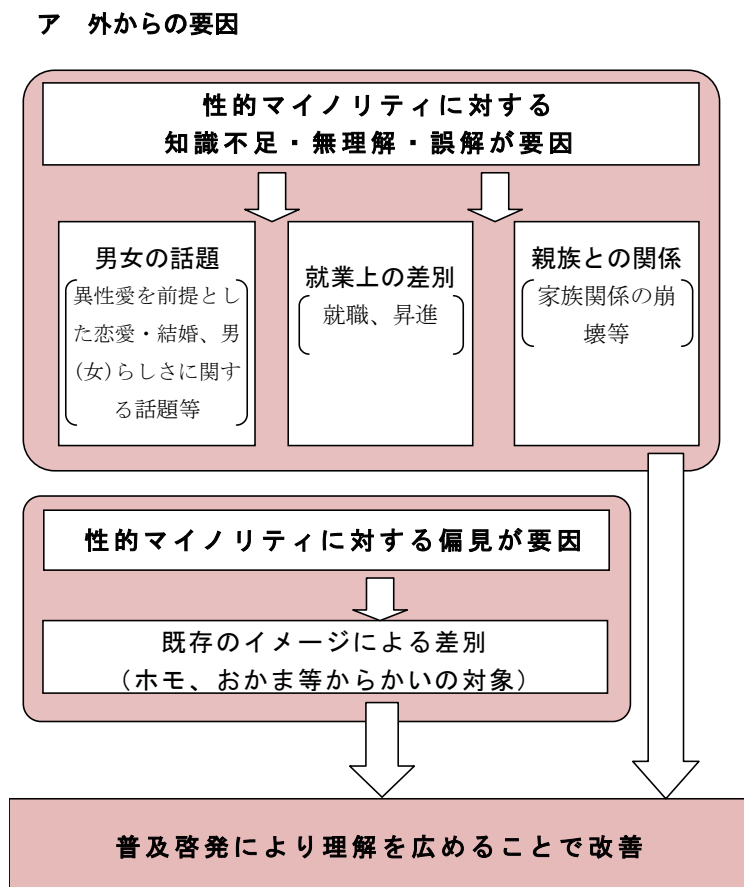 ア 外からの要因
性的マイノリティに対する
知識不足・無理解・誤解が要因
男女の話題
異性愛を前提とし
た恋愛・結婚、男
(女)らしさに関す
る話題等
就業上の差別
就職、昇進
親族との関係
家族関係の崩
壊等
性的マイノリティに対する偏見が要因
既存のイメージによる差別
（ホモ、おかま等からかいの対象）
普及啓発により理解を広めることで改善